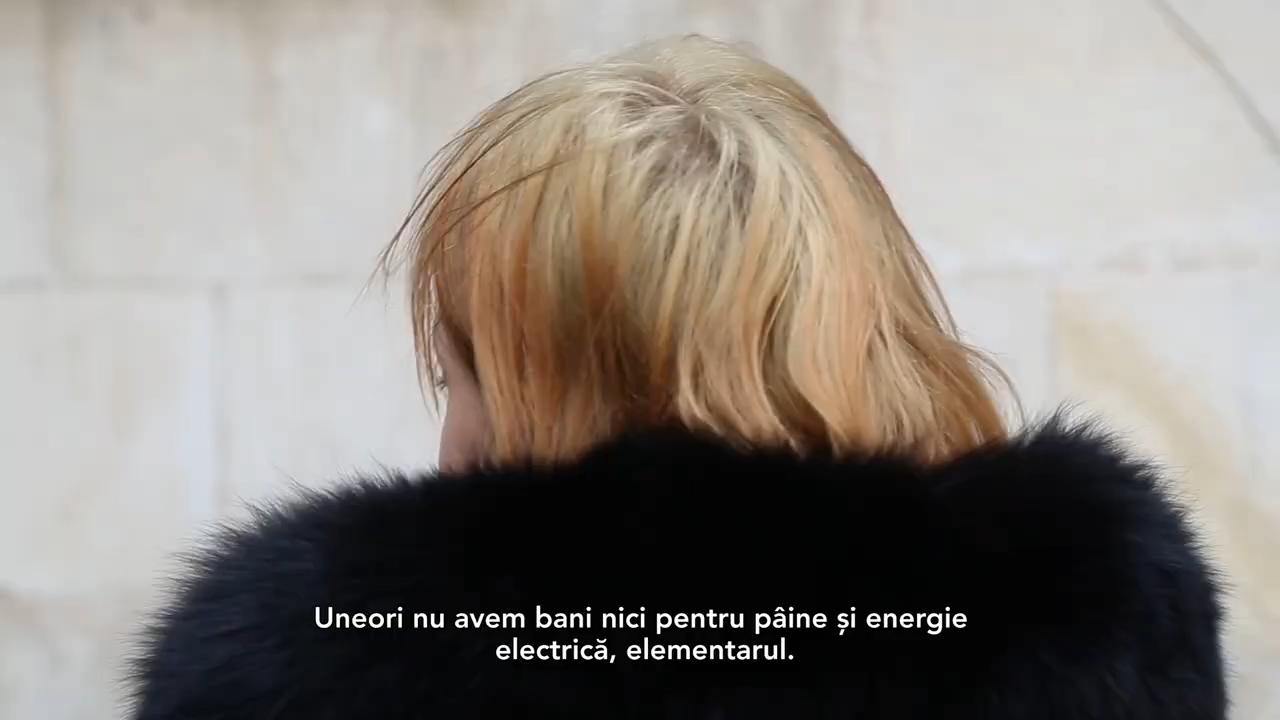 Uneori nu avem bani nici pentru pâine și energie
electrică, elementarul.